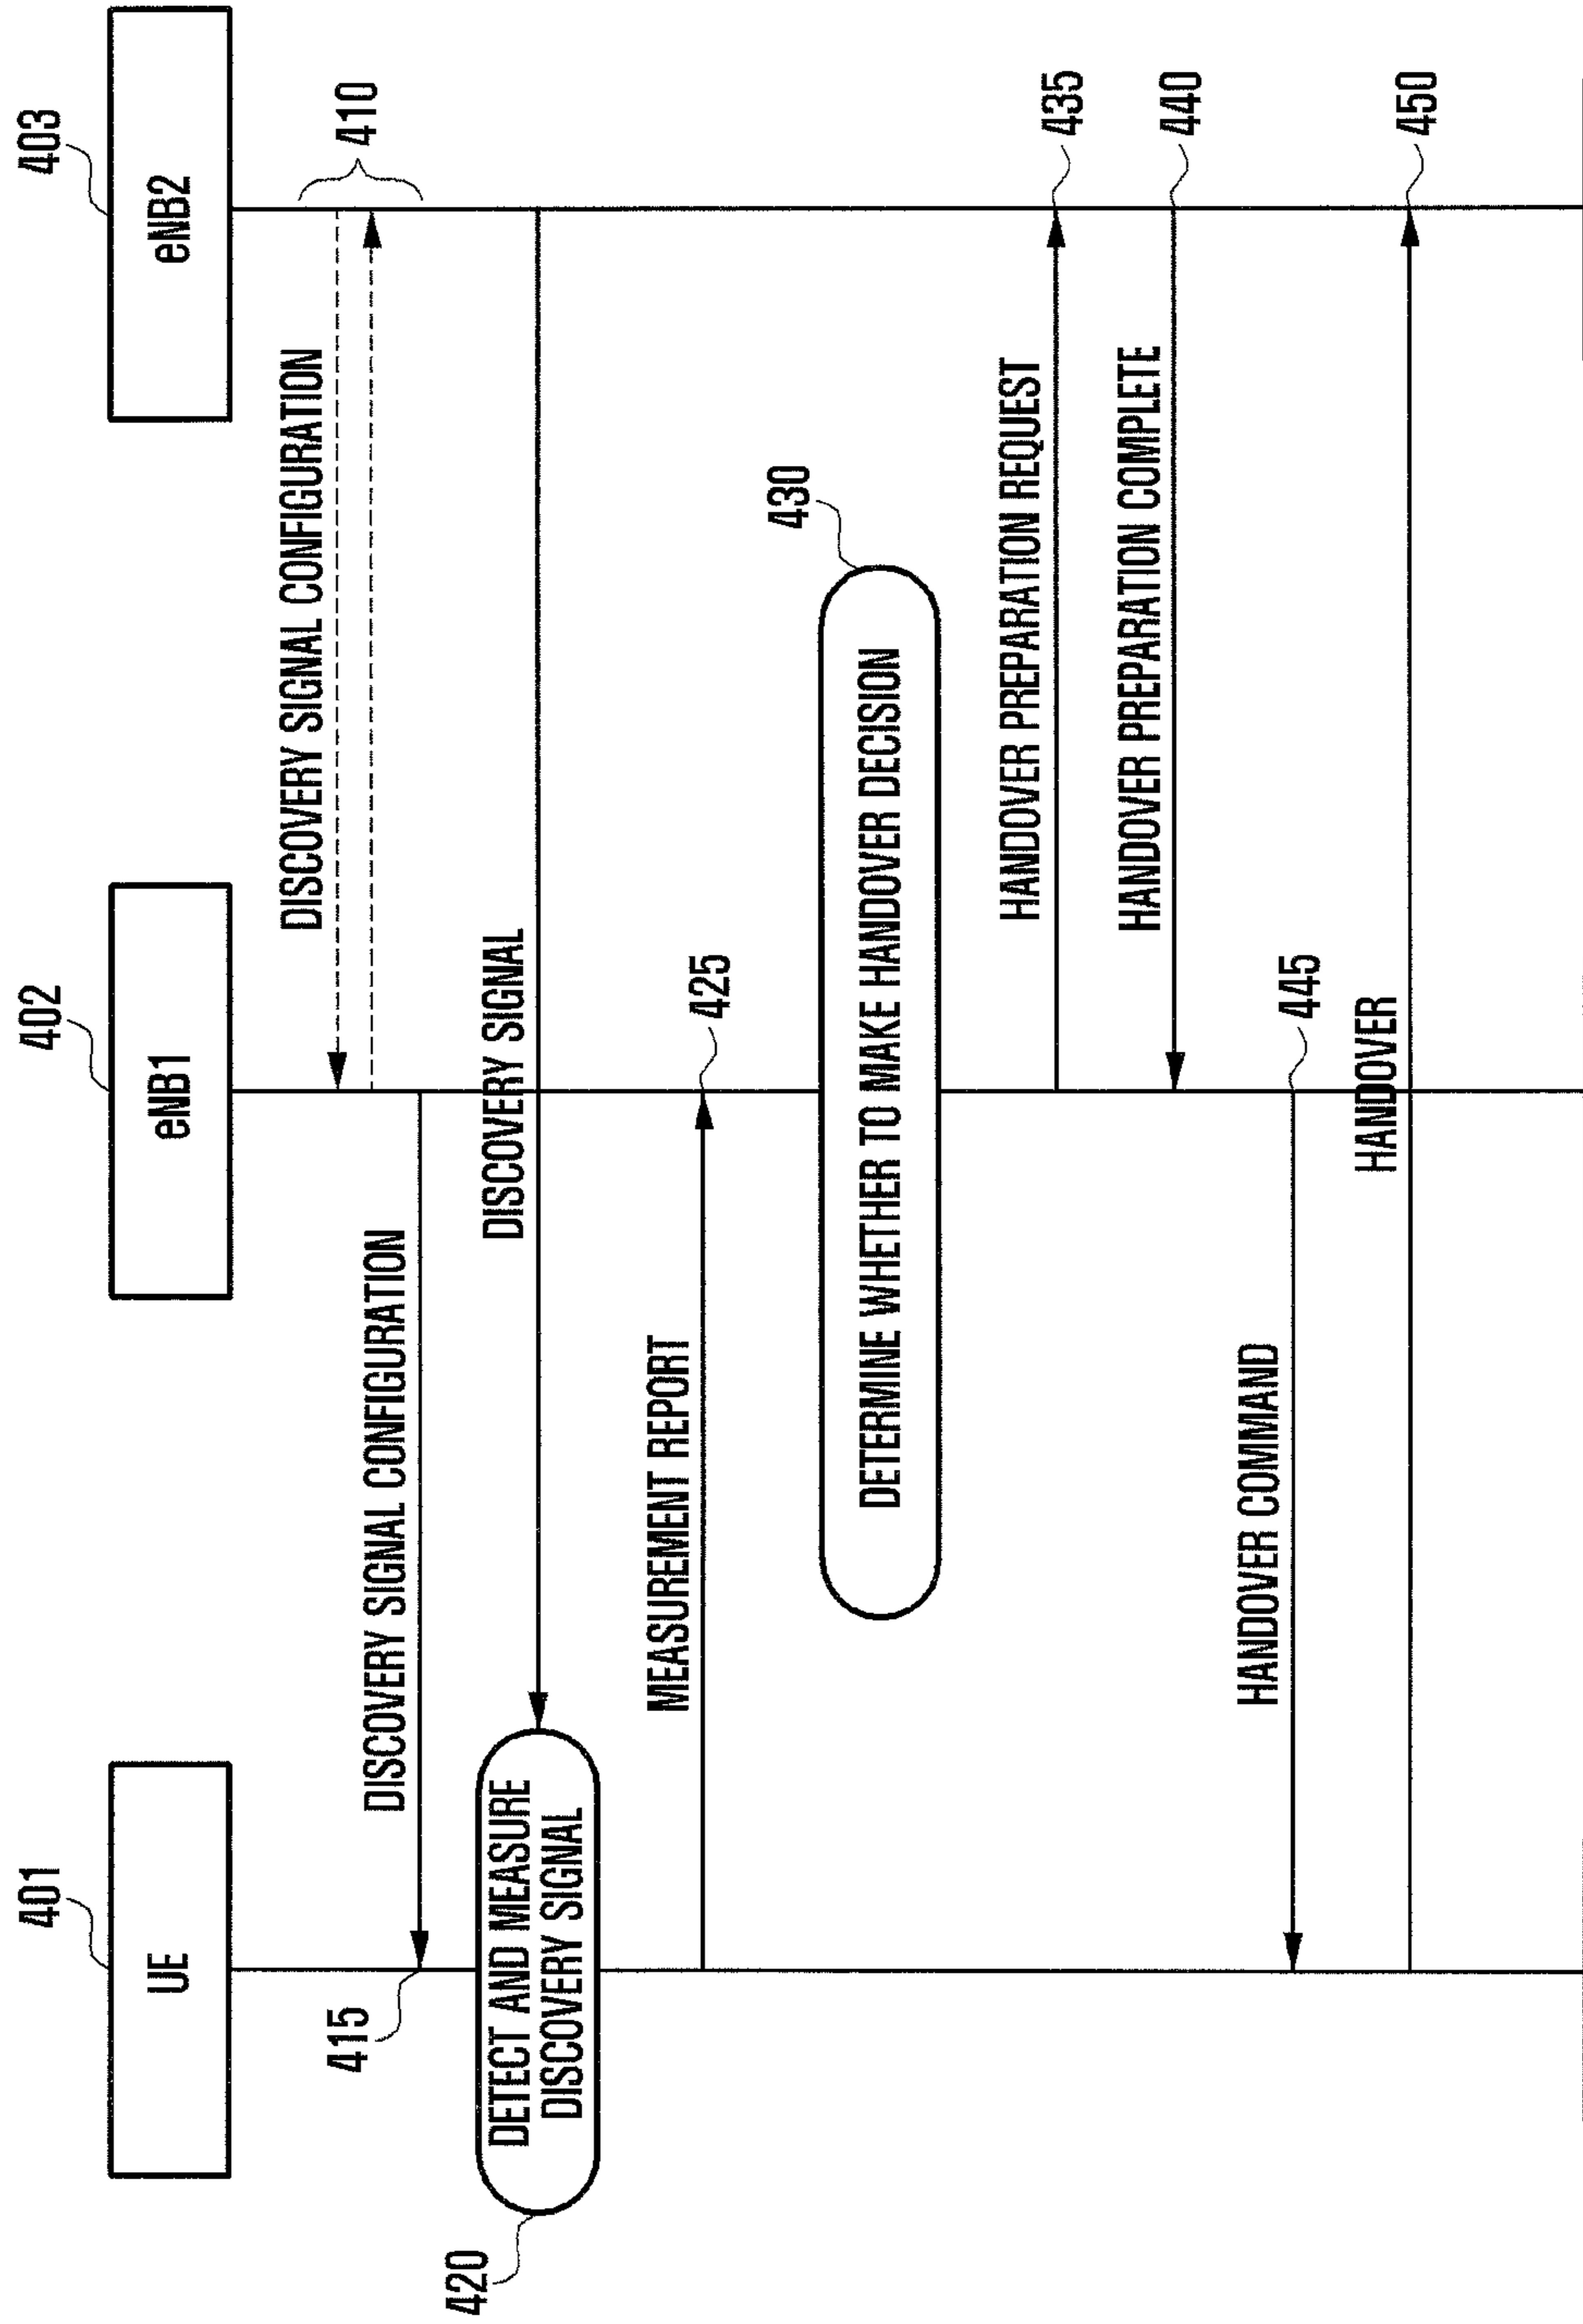 401
402
403
UE
eNB1
eNB2
DISCOVERY SIGNAL CONFIGURATION
410
DISCOVERY SIGNAL CONFIGURATION
415
DISCOVERY SIGNAL
DETECT AND MEASURE
DISCOVERY SIGNAL
420
MEASUREMENT REPORT
425
430
DETERMINE WHETHER TO MAKE HANDOVER DECISION
HANDOVER PREPARATION REQUEST
435
HANDOVER PREPARATION COMPLETE
440
HANDOVER COMMAND
445
HANDOVER
450